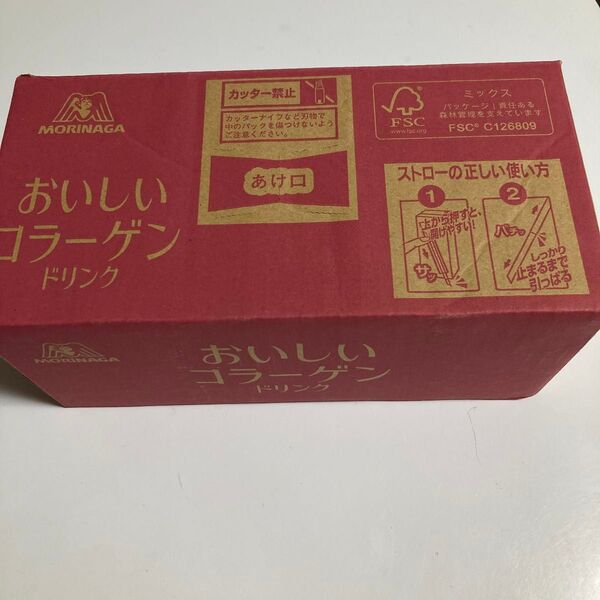 MORINAGA
おいしい
コラーゲン
ドリンク
カッター禁止
カッターナイフなど刃物で
中のパックを傷つけないよう
ご注意ください。
あけ口
FSC
www.fsc.org
ミックス
パッケージ|責任ある
森林管理を支えています
FSC® C126809
ストローの正しい使い方
1
上から押すと、
開けやすい!
サッ
2
パチッ
しっかり
止まるまで
引っぱる
MORINAGA
おいしい
コラーゲン
ドリンク